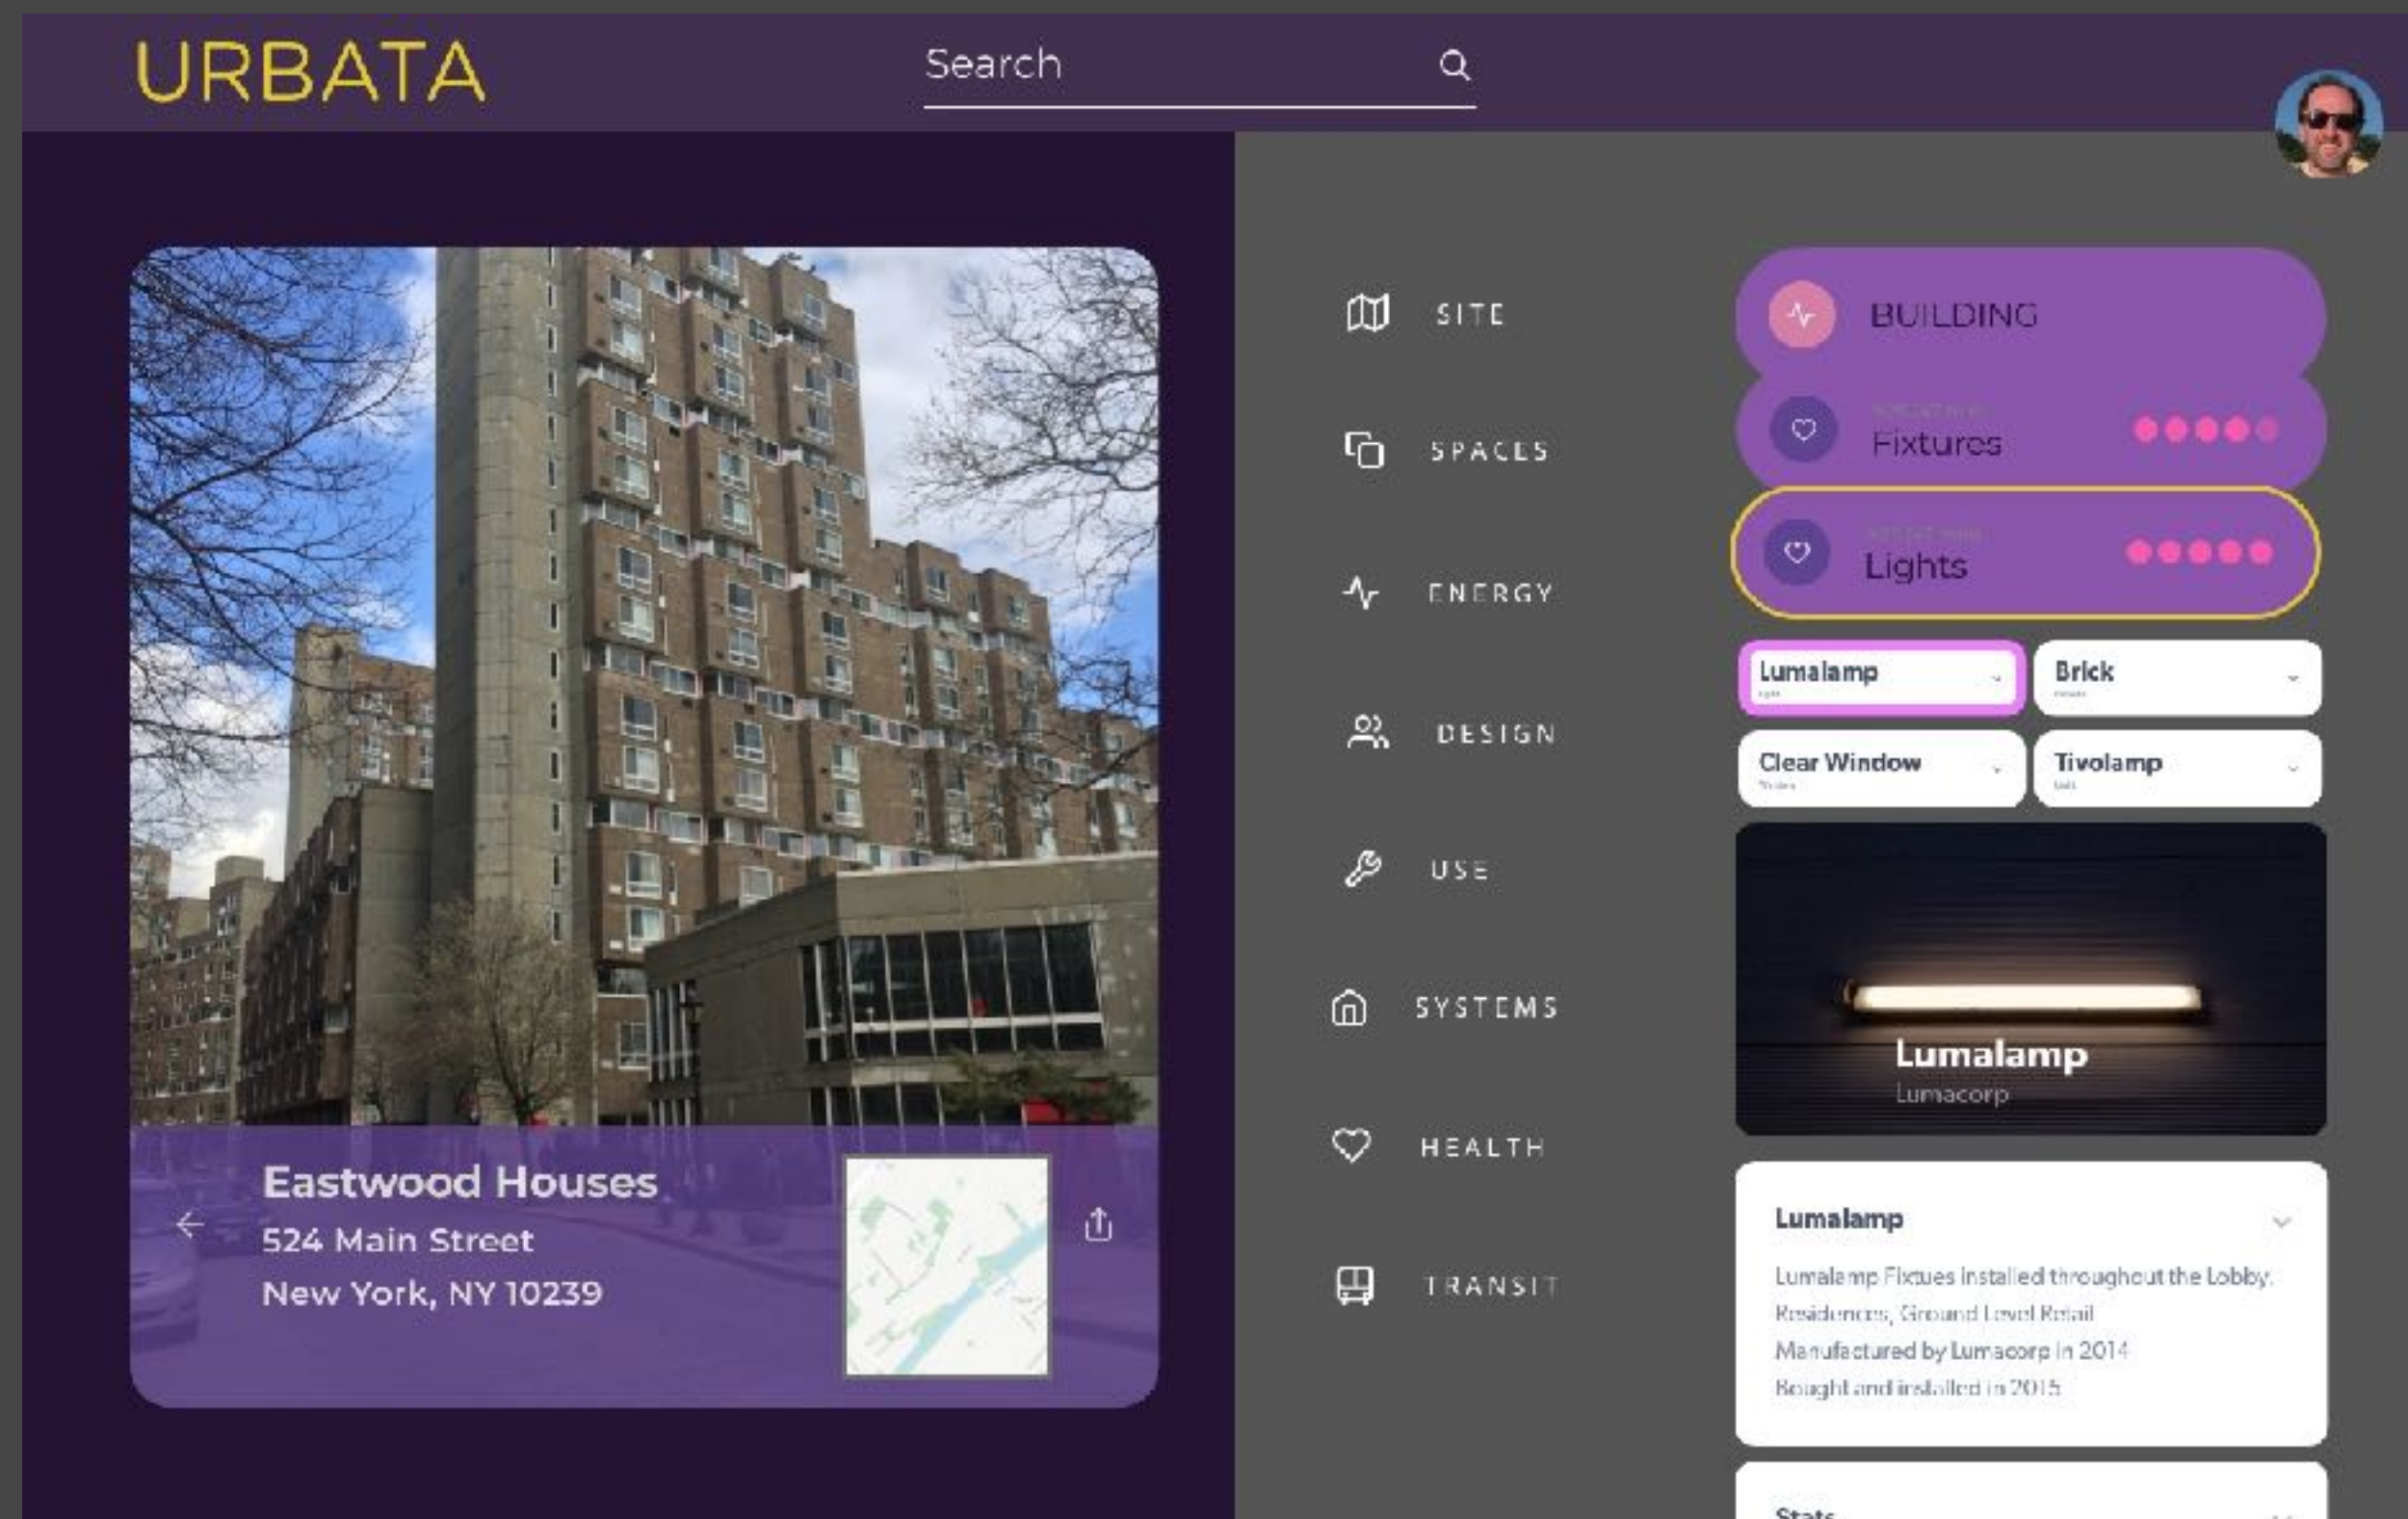 URBATA
Search
Eastwood Houses
524 Main Street
New York, NY 10239
SITE
SPACES
ENERGY
DESIGN
USE
SYSTEMS
HEALTH
TRANSIT
BUILDING
Fixtures
Lights
Lumalamp
Brick
Clear Window
Tivolamp
Lumalamp
Lumacorp
Lumalamp
Lumalamp Fixtues installed throughout the Lobby,
Residences, Ground Level Retail
Manufactured by Lumacorp in 2014
Bought and installed in 2015
Stats